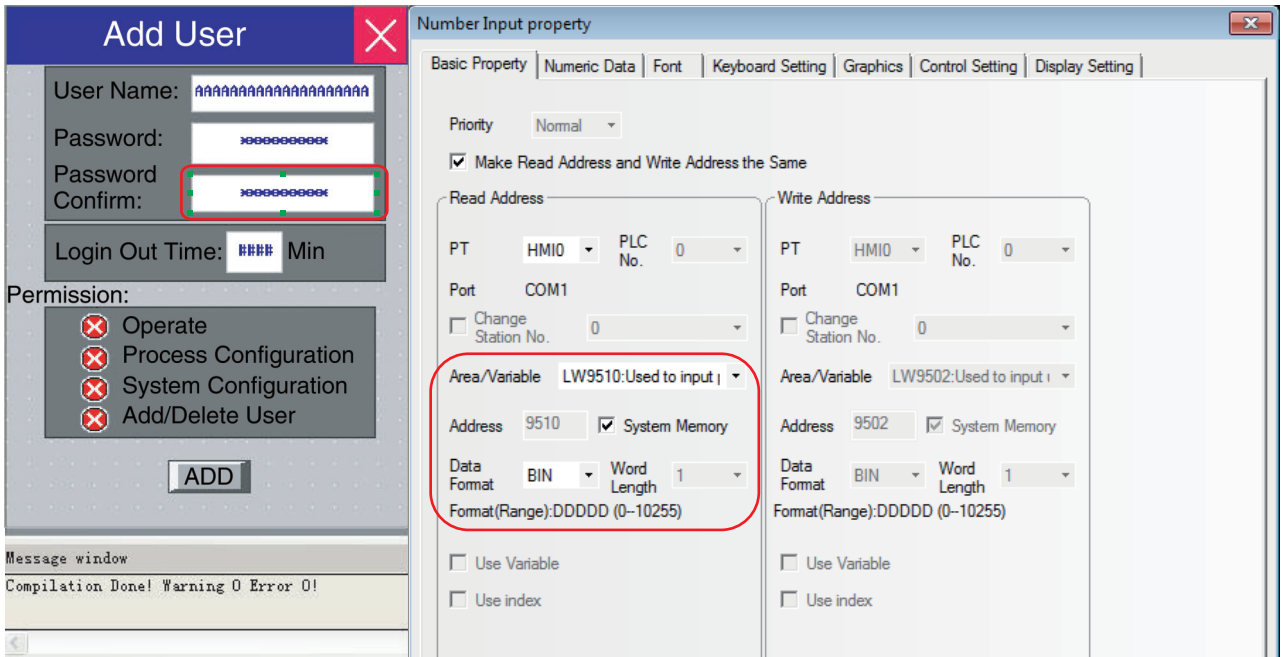 Add User
User Name: AAAAAAAAAAAAAAAAAAAA
Password: **********
Password
Confirm: **********
Login Out Time: #### Min
Permission:
Operate
Process Configuration
System Configuration
Add/Delete User
ADD
Message window
Compilation Done! Warning 0 Error 0!
Number Input property
Basic Property Numeric Data Font Keyboard Setting Graphics Control Setting Display Setting
Priority Normal
Make Read Address and Write Address the Same
Read Address
PT HMI0 PLC No. 0
Port COM1
Change Station No. 0
Area/Variable LW9510:Used to input
Address 9510 System Memory
Data Format BIN Word Length 1
Format(Range):DDDDD (0--10255)
Use Variable
Use index
Write Address
PT HMI0 PLC No. 0
Port COM1
Change Station No. 0
Area/Variable LW9502:Used to input
Address 9502 System Memory
Data Format BIN Word Length 1
Format(Range):DDDDD (0--10255)
Use Variable
Use index